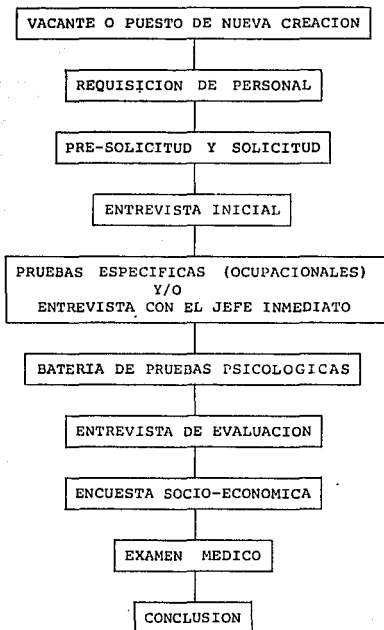 VACANTE O PUESTO DE NUEVA CREACION
REQUISICION DE PERSONAL
PRE-SOLICITUD Y SOLICITUD
ENTREVISTA INICIAL
PRUEBAS ESPECIFICAS (OCUPACIONALES)
Y/O
ENTREVISTA CON EL JEFE INMEDIATO
BATERIA DE PRUEBAS PSICOLOGICAS
ENTREVISTA DE EVALUACION
ENCUESTA SOCIO-ECONOMICA
EXAMEN MEDICO
CONCLUSION